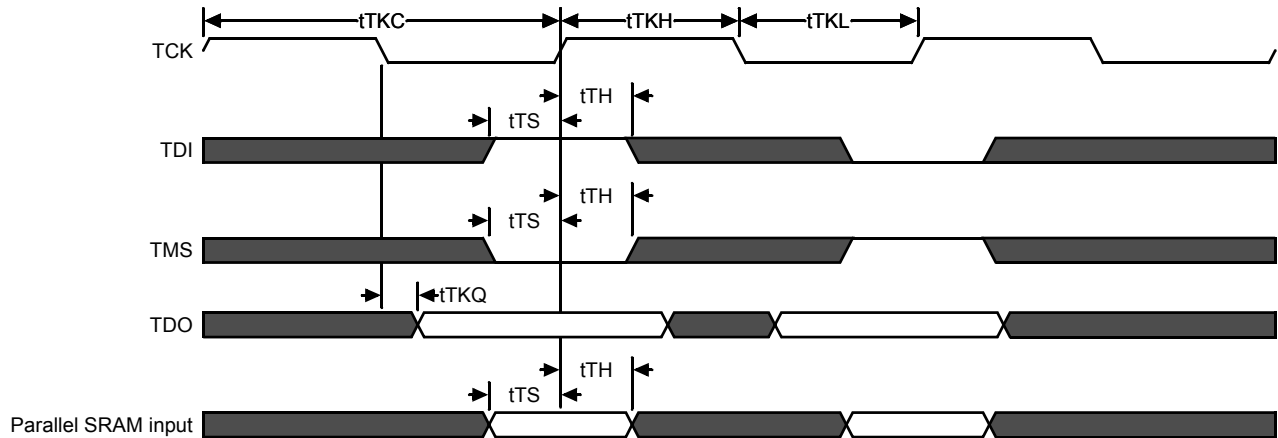 tTKC tTKH tTKL
TCK
tTH
tTS
TDI
tTH
tTS
TMS
tTKQ
TDO
tTH
tTS
Parallel SRAM input